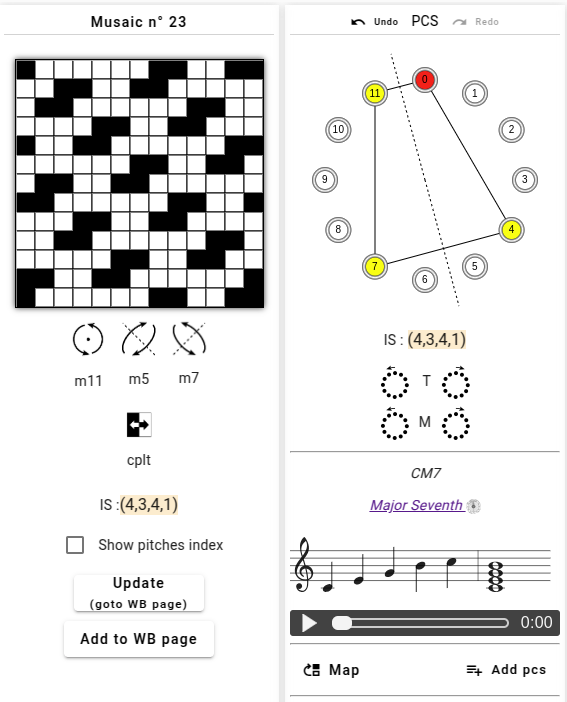 Musaic n° 23
m11 m5 m7
cplt
IS :(4,3,4,1)
Show pitches index
Update
(goto WB page)
Add to WB page
Undo PCS Redo
0
11 1
10 2
9 3
8 4
7 5
6
IS : (4,3,4,1)
T
M
CM7
Major Seventh
0:00
Map Add pcs